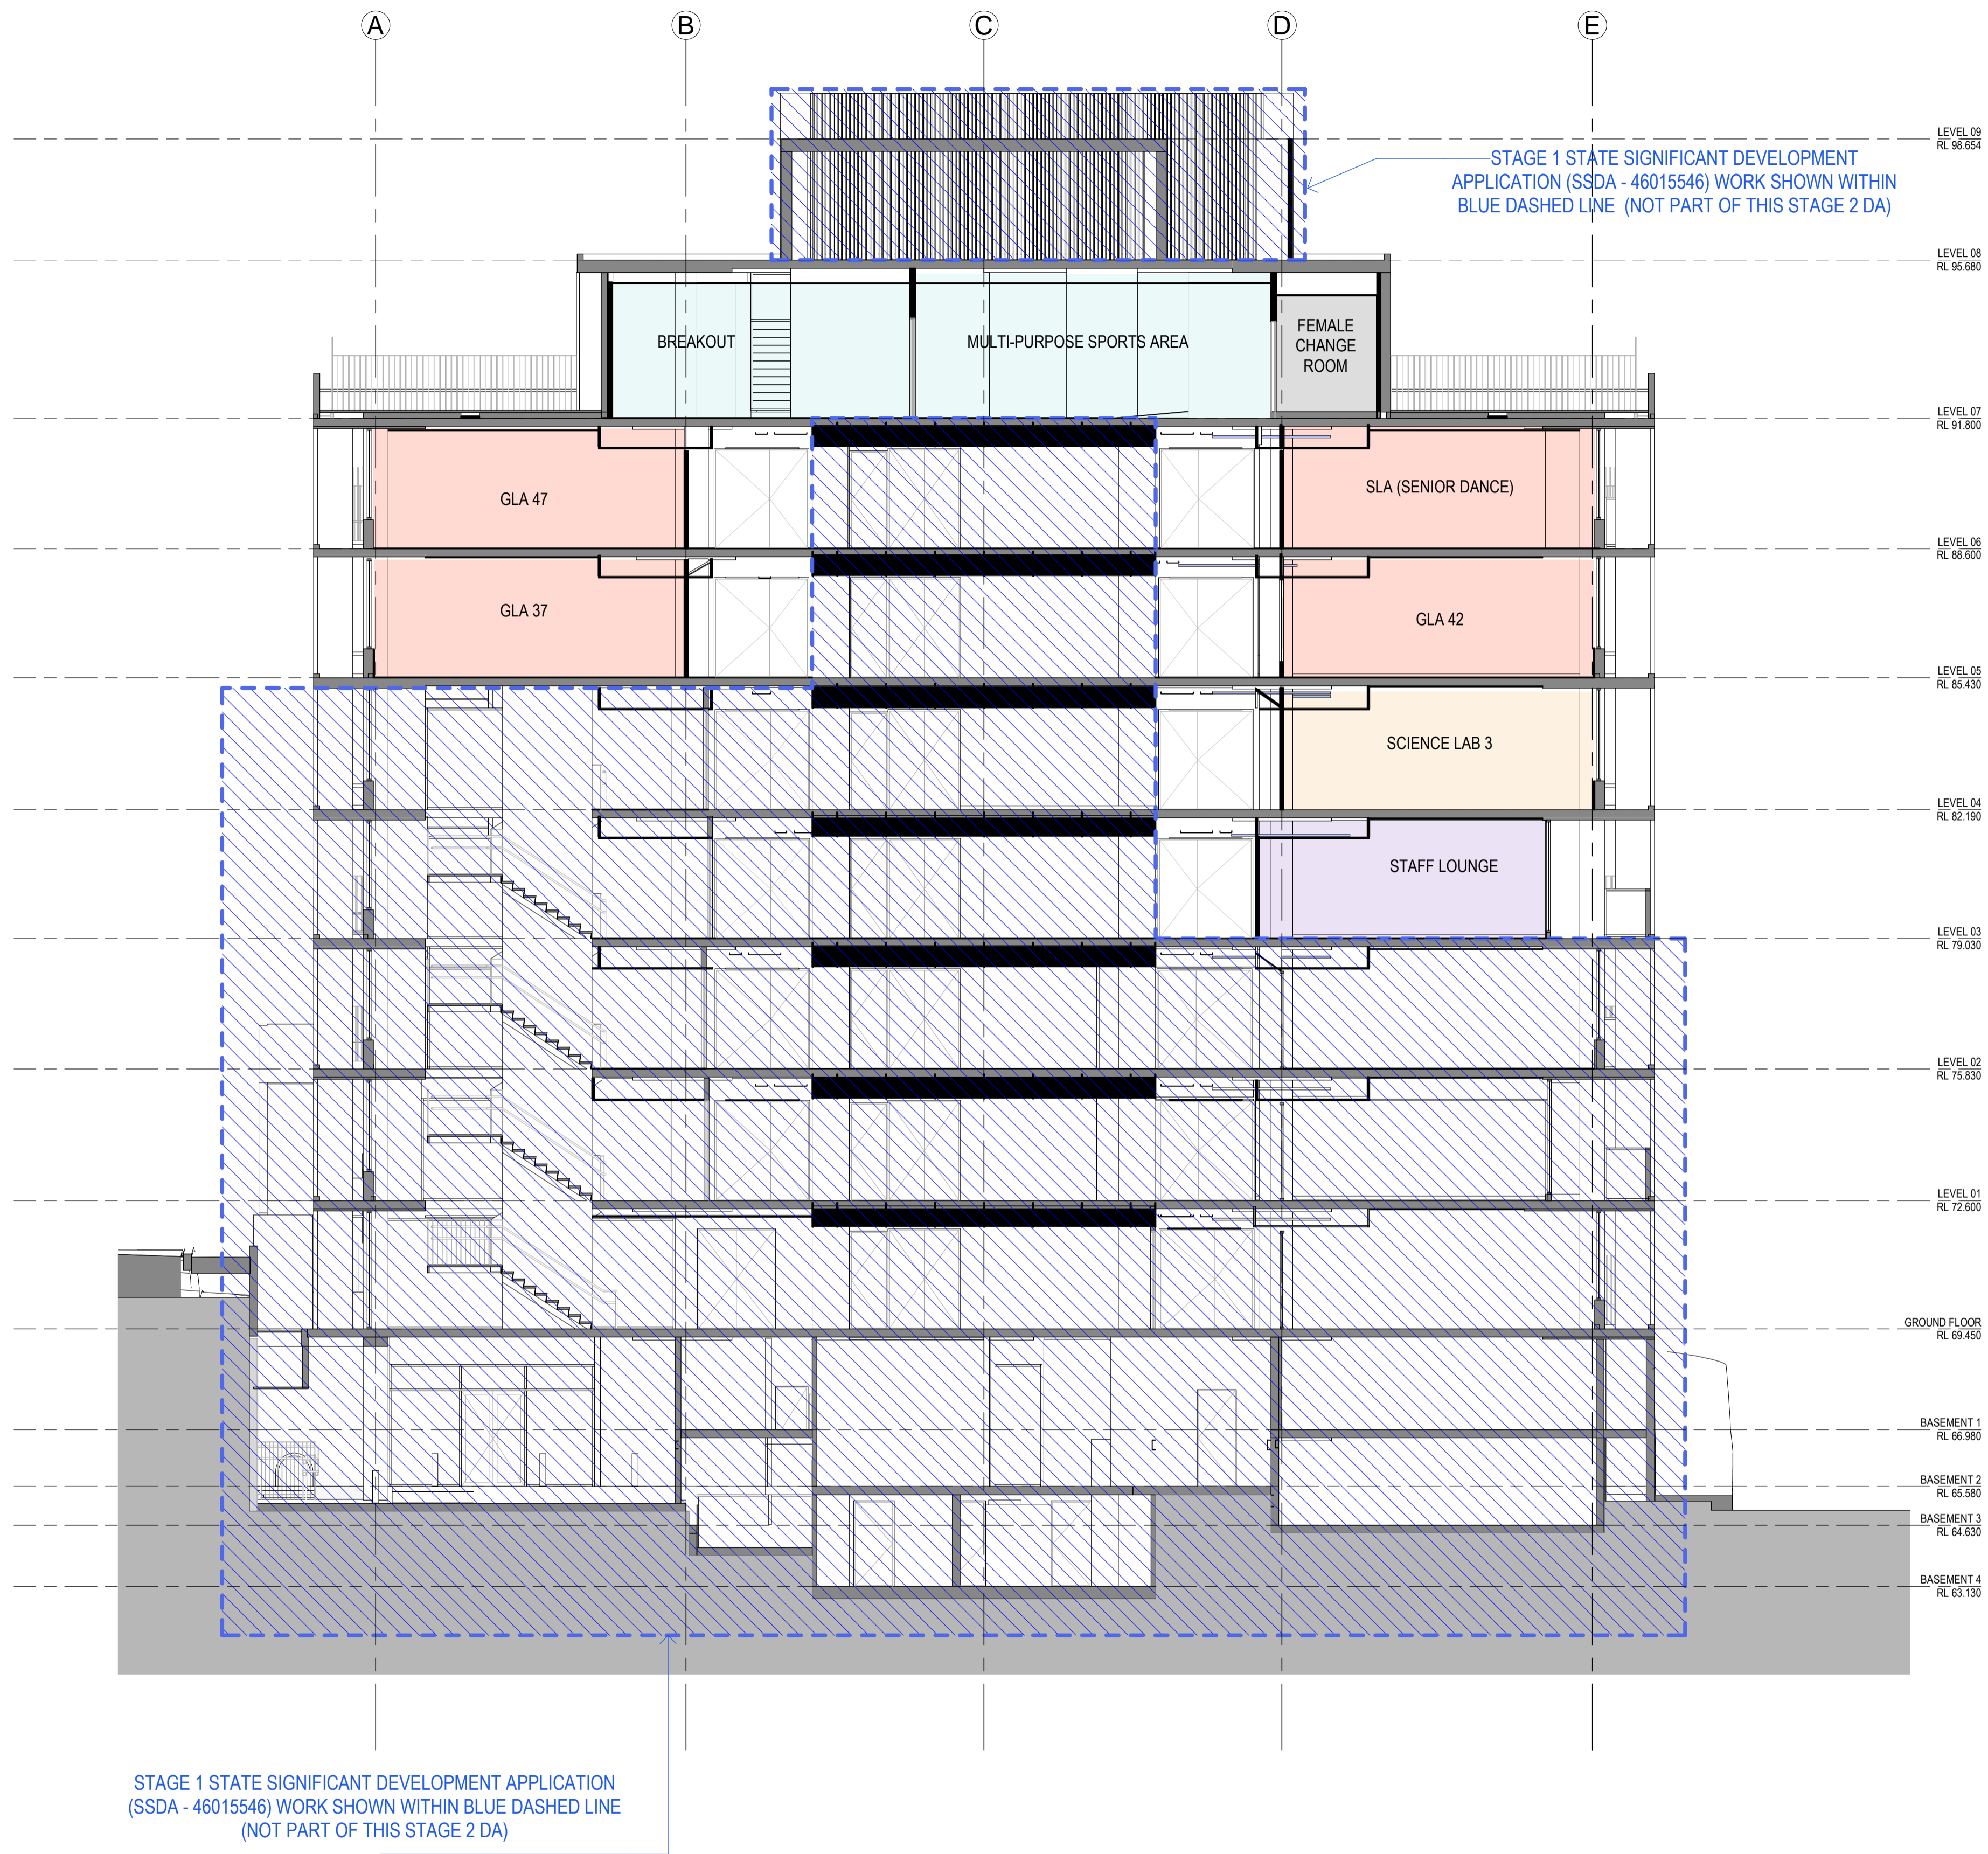 A
B
C
D
E
LEVEL 09
RL 98.654
STAGE 1 STATE SIGNIFICANT DEVELOPMENT
APPLICATION (SSDA - 46015546) WORK SHOWN WITHIN
BLUE DASHED LINE (NOT PART OF THIS STAGE 2 DA)
LEVEL 08
RL 95.680
BREAKOUT
MULTI-PURPOSE SPORTS AREA
FEMALE
CHANGE
ROOM
LEVEL 07
RL 91.800
GLA 47
SLA (SENIOR DANCE)
LEVEL 06
RL 88.600
GLA 37
GLA 42
LEVEL 05
RL 85.430
SCIENCE LAB 3
LEVEL 04
RL 82.190
STAFF LOUNGE
LEVEL 03
RL 79.030
LEVEL 02
RL 75.830
LEVEL 01
RL 72.600
GROUND FLOOR
RL 69.450
BASEMENT 1
RL 66.980
BASEMENT 2
RL 65.580
BASEMENT 3
RL 64.630
BASEMENT 4
RL 63.130
STAGE 1 STATE SIGNIFICANT DEVELOPMENT APPLICATION
(SSDA - 46015546) WORK SHOWN WITHIN BLUE DASHED LINE
(NOT PART OF THIS STAGE 2 DA)